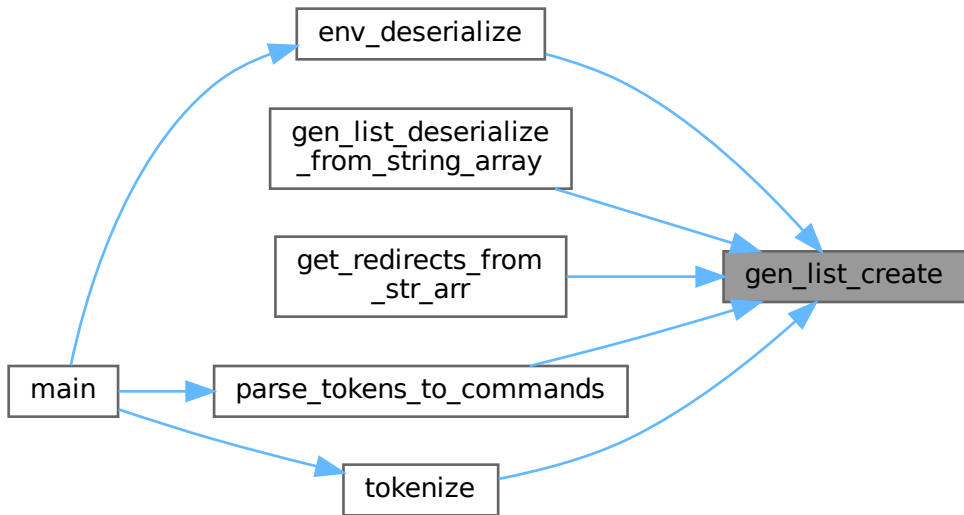 env_deserialize
gen_list_deserialize
_from_string_array
get_redirects_from
_str_arr
gen_list_create
main
parse_tokens_to_commands
tokenize